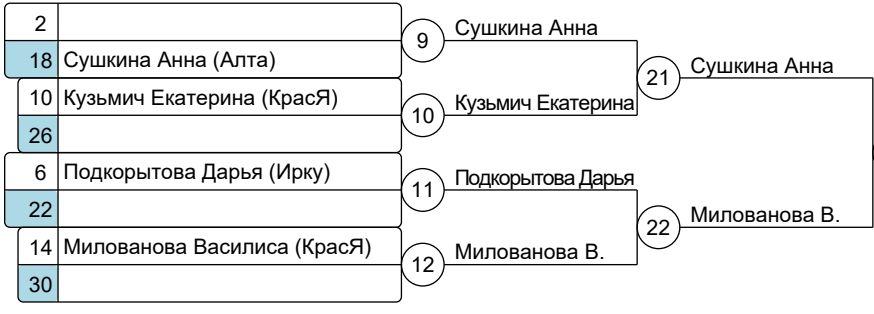 2
9 Сушкина Анна
18 Сушкина Анна (Алта)
21 Сушкина Анна
10 Кузьмич Екатерина (КрасЯ)
10 Кузьмич Екатерина
26
6 Подкорытова Дарья (Ирку)
11 Подкорытова Дарья
22
22 Милованова В.
14 Милованова Василиса (КрасЯ)
12 Милованова В.
30